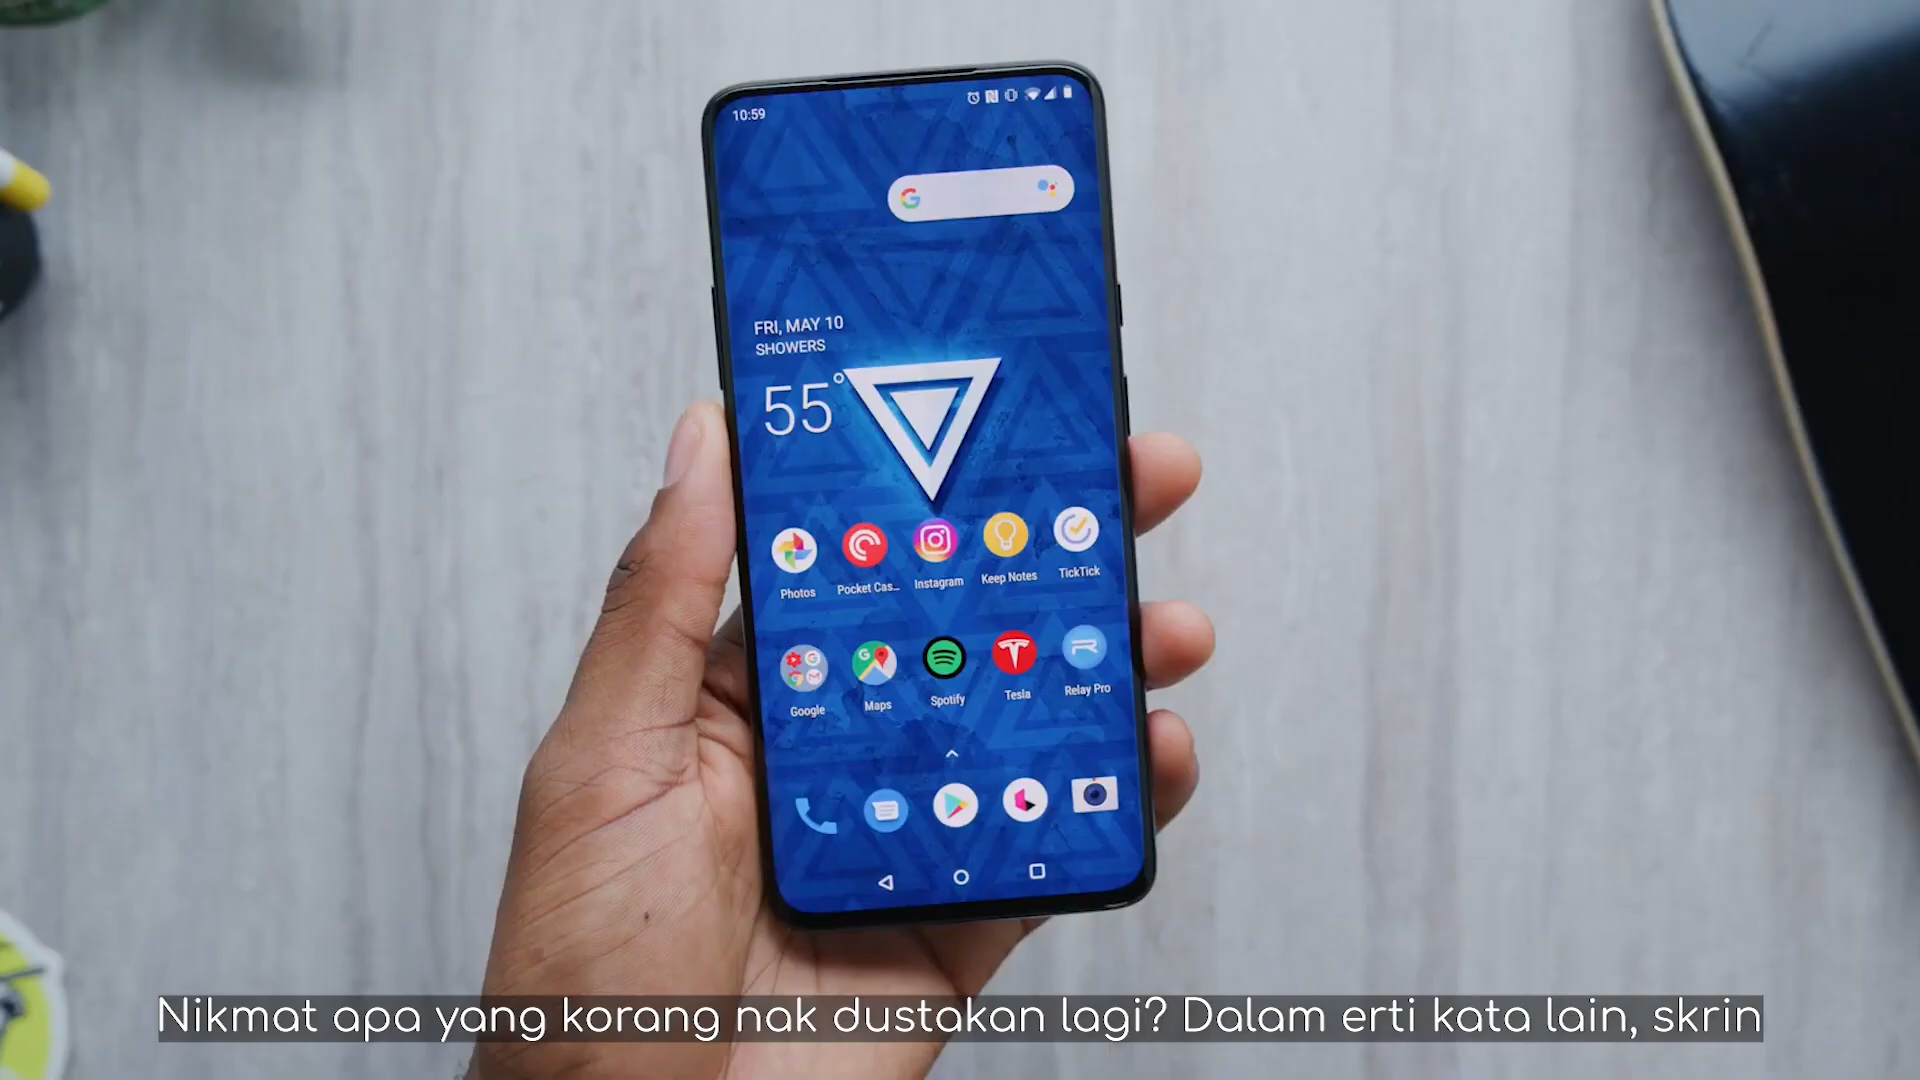 10:59
FRI, MAY 10
SHOWERS
55°
Photos
Pocket Cas...
Instagram
Keep Notes
TickTick
Google
Maps
Spotify
Tesla
Relay Pro
Nikmat apa yang korang nak dustakan lagi? Dalam erti kata lain, skrin